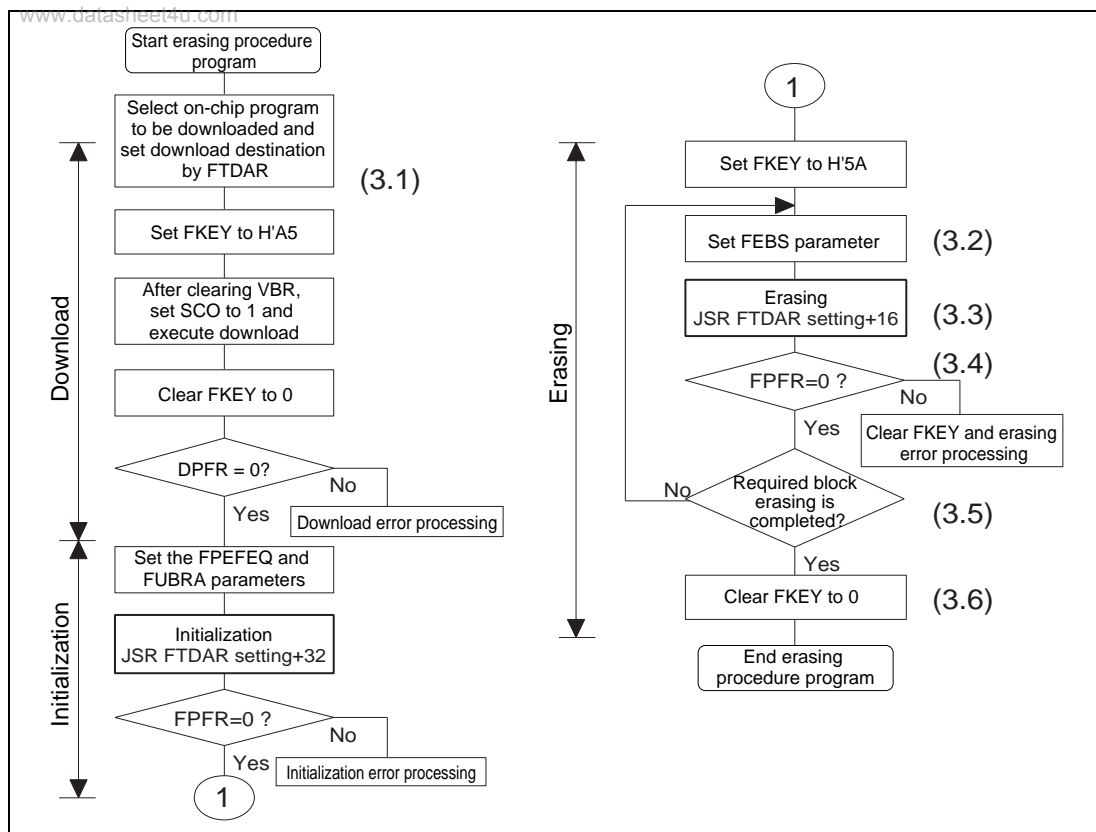 www.datasheet4u.com
Start erasing procedure
program
Select on-chip program
to be downloaded and
set download destination
by FTDAR
(3.1)
Set FKEY to H'A5
After clearing VBR,
set SCO to 1 and
execute download
Clear FKEY to 0
DPFR = 0?
No
Yes
Download error processing
Download
Set the FPEFEQ and
FUBRA parameters
Initialization
JSR FTDAR setting+32
FPFR=0 ?
No
Yes
Initialization error processing
Initialization
1
1
Set FKEY to H'5A
Set FEBS parameter
(3.2)
Erasing
JSR FTDAR setting+16
(3.3)
(3.4)
FPFR=0 ?
No
Yes
Clear FKEY and erasing
error processing
Erasing
No
Required block
erasing is
completed?
(3.5)
Yes
Clear FKEY to 0
(3.6)
End erasing
procedure program